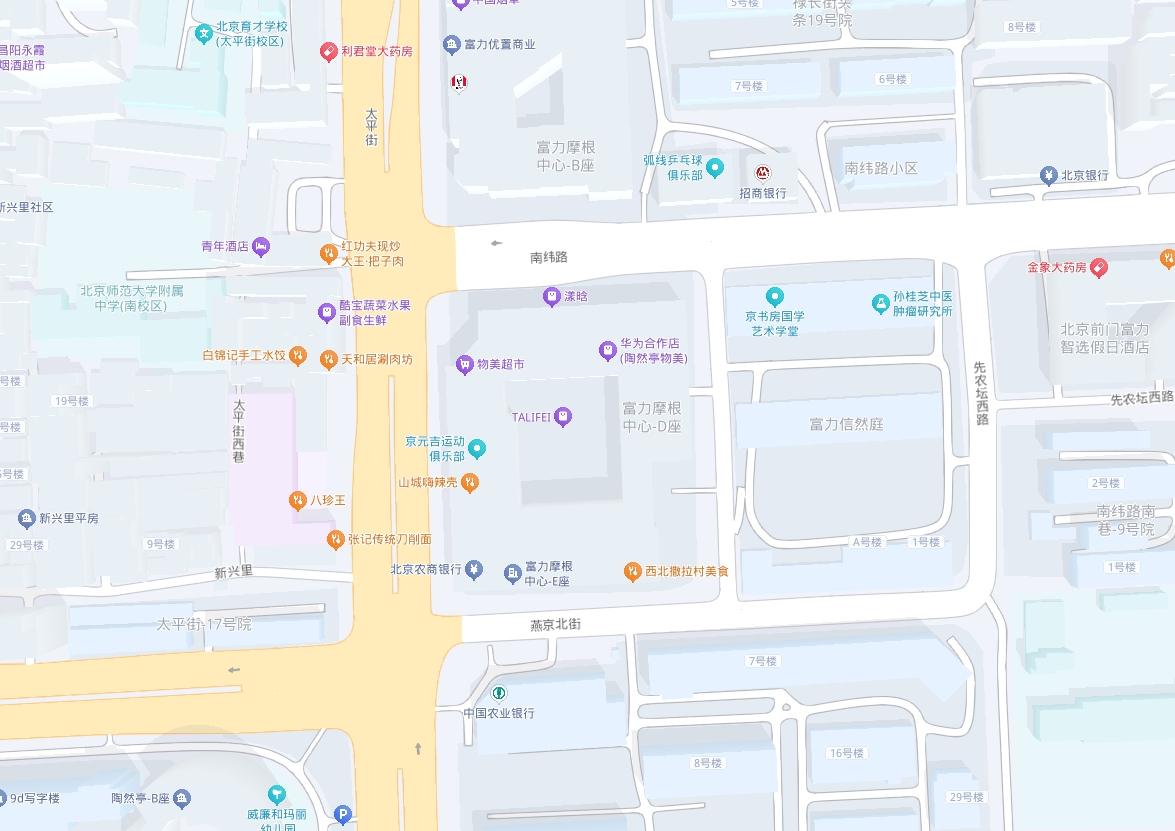 中国烟草
5号楼
禄长街头
条19号院
8号楼
北京育才学校
(太平街校区)
富力优置商业
利君堂大药房
昌阳永霞
烟酒超市
7号楼
6号楼
太平街
富力摩根
中心-B座
弧线乒乓球
俱乐部
招商银行
南纬路小区
北京银行
新兴里社区
青年酒店
红功夫现炒
大王·把子肉
南纬路
金象大药房
北京师范大学附属
中学(南校区)
酷宝蔬菜水果
副食生鲜
漾晗
京书房国学
艺术学堂
孙桂芝中医
肿瘤研究所
北京前门富力
智选假日酒店
白锦记手工水饺
天和居涮肉坊
物美超市
华为合作店
(陶然亭物美)
号楼
19号楼
号楼
太平街西巷
TALIFEI
富力摩根
中心-D座
富力信然庭
先农坛西路
先农坛西路
京元吉运动
俱乐部
山城嗨辣壳
5号楼
八珍王
2号楼
南纬路南
巷-9号院
新兴里平房
29号楼
9号楼
张记传统刀削面
A号楼
1号楼
1号楼
新兴里
北京农商银行
富力摩根
中心-E座
西北撒拉村美食
太平街-17号院
燕京北街
7号楼
中国农业银行
8号楼
16号楼
9d写字楼
陶然亭-B座
威廉和玛丽
幼儿园
P
29号楼